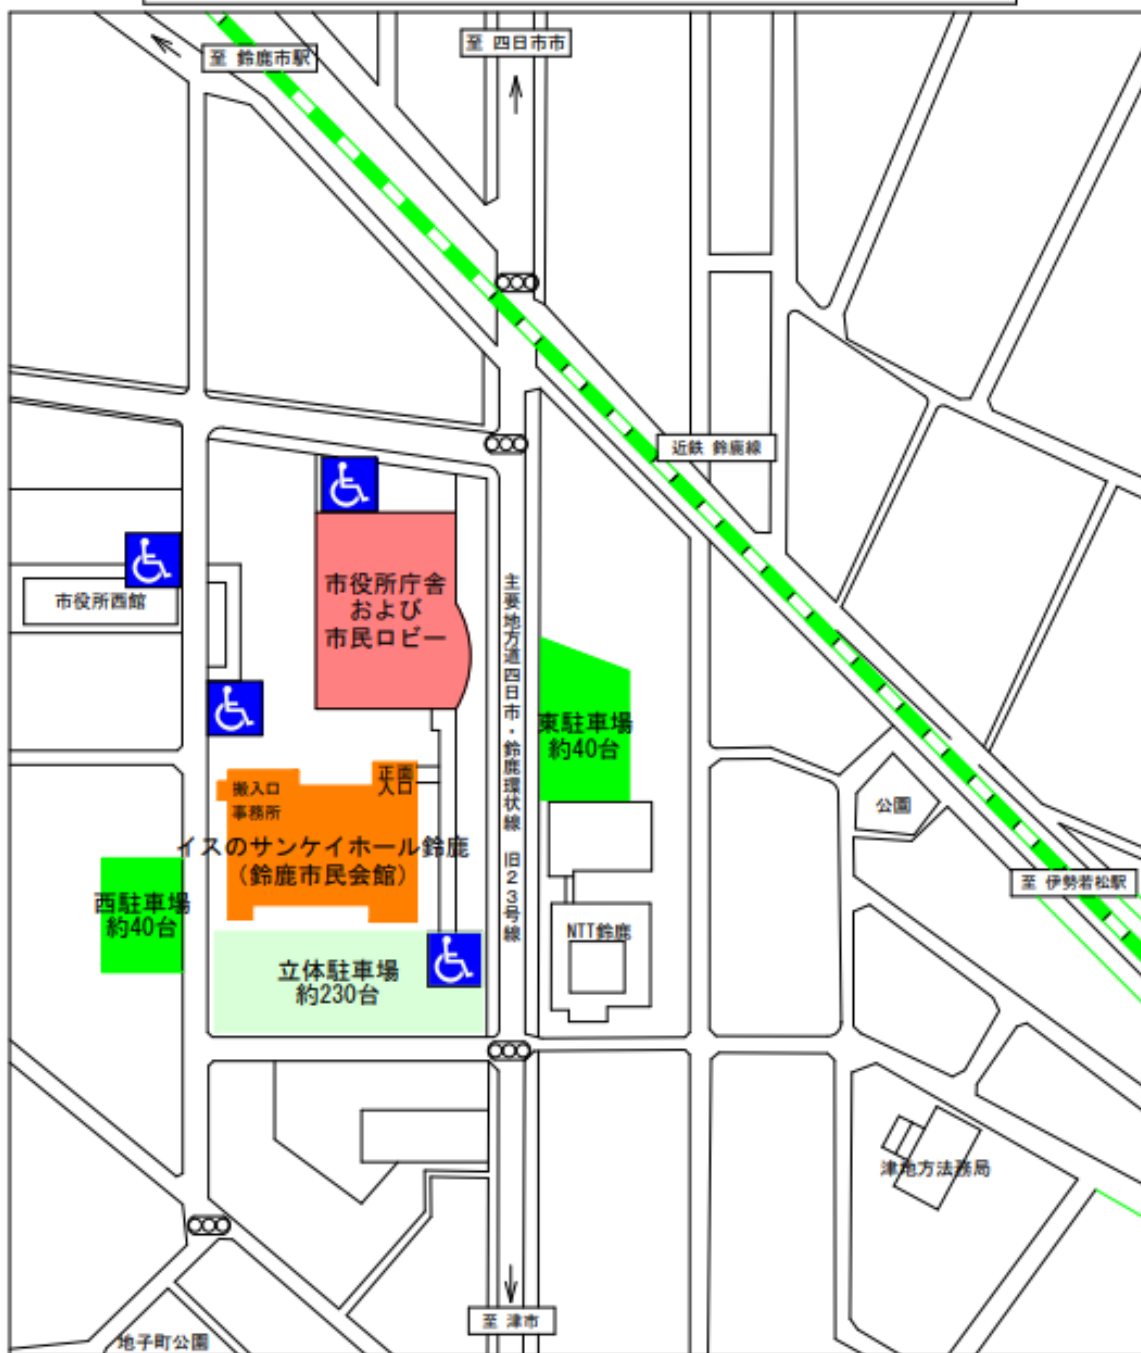 至 鈴鹿市駅
至 四日市市
近鉄 鈴鹿線
市役所西館
市役所庁舎
および
市民ロビー
主要地方道四日市・鈴鹿環状線 旧23号線
東駐車場
約40台
搬入口
事務所
正面
入口
イスのサンケイホール鈴鹿
(鈴鹿市民会館)
公園
至 伊勢若松駅
西駐車場
約40台
立体駐車場
約230台
NTT鈴鹿
津地方法務局
至 津市
地子町公園